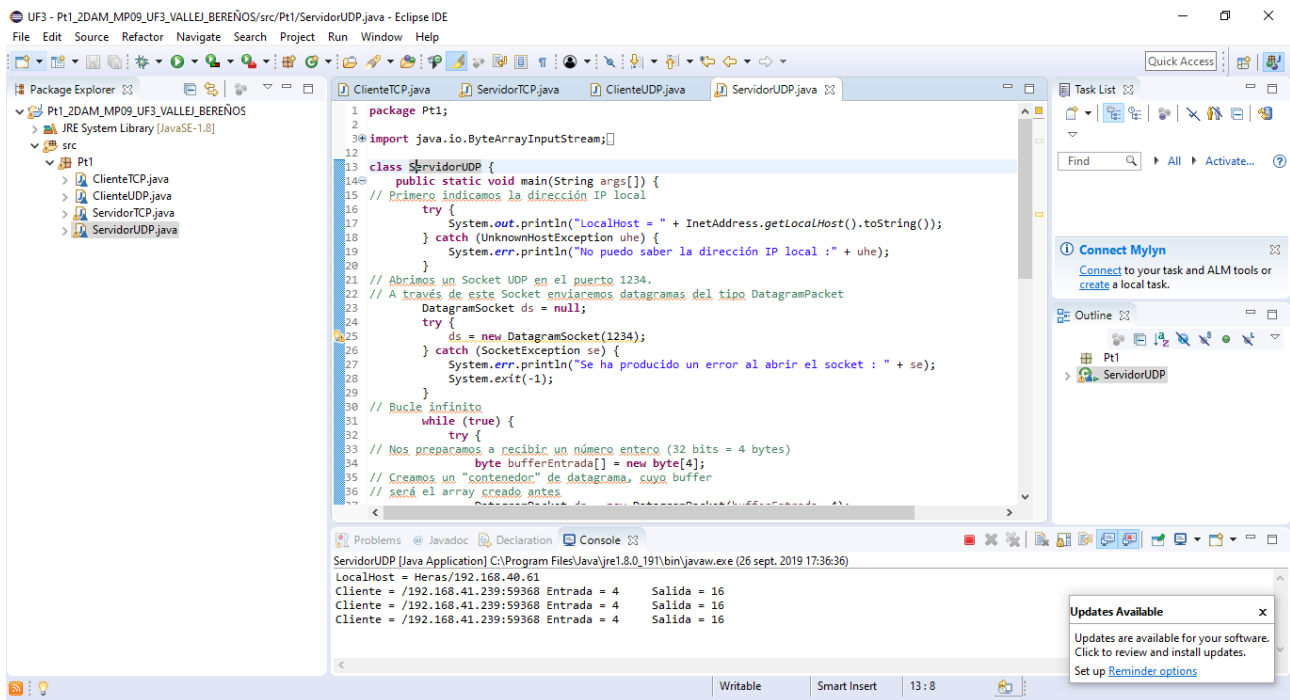 UF3 - Pt1_2DAM_MP09_UF3_VALLEJ_BEREÑOS/src/Pt1/ServidorUDP.java - Eclipse IDE
File Edit Source Refactor Navigate Search Project Run Window Help
Quick Access
Package Explorer
Pt1_2DAM_MP09_UF3_VALLEJ_BEREÑOS
JRE System Library [JavaSE-1.8]
src
Pt1
ClienteTCP.java
ClienteUDP.java
ServidorTCP.java
ServidorUDP.java
ClienteTCP.java ServidorTCP.java ClienteUDP.java ServidorUDP.java
1 package Pt1;
2
3 import java.io.ByteArrayInputStream;
12
13 class ServidorUDP {
14 public static void main(String args[]) {
15 // Primero indicamos la dirección IP local
16 try {
17 System.out.println("LocalHost = " + InetAddress.getLocalHost().toString());
18 } catch (UnknownHostException uhe) {
19 System.err.println("No puedo saber la dirección IP local :" + uhe);
20 }
21 // Abrimos un Socket UDP en el puerto 1234.
22 // A través de este Socket enviaremos datagramas del tipo DatagramPacket
23 DatagramSocket ds = null;
24 try {
25 ds = new DatagramSocket(1234);
26 } catch (SocketException se) {
27 System.err.println("Se ha producido un error al abrir el socket : " + se);
28 System.exit(-1);
29 }
30 // Bucle infinito
31 while (true) {
32 try {
33 // Nos preparamos a recibir un número entero (32 bits = 4 bytes)
34 byte bufferEntrada[] = new byte[4];
35 // Creamos un "contenedor" de datagrama, cuyo buffer
36 // será el array creado antes
Task List
Find All Activate...
Connect Mylyn
Connect to your task and ALM tools or
create a local task.
Outline
Pt1
ServidorUDP
Problems Javadoc Declaration Console
ServidorUDP [Java Application] C:\Program Files\Java\jre1.8.0_191\bin\javaw.exe (26 sept. 2019 17:36:36)
LocalHost = Heras/192.168.40.61
Cliente = /192.168.41.239:59368 Entrada = 4 Salida = 16
Cliente = /192.168.41.239:59368 Entrada = 4 Salida = 16
Cliente = /192.168.41.239:59368 Entrada = 4 Salida = 16
Updates Available x
Updates are available for your software.
Click to review and install updates.
Set up Reminder options
Writable Smart Insert 13 : 8